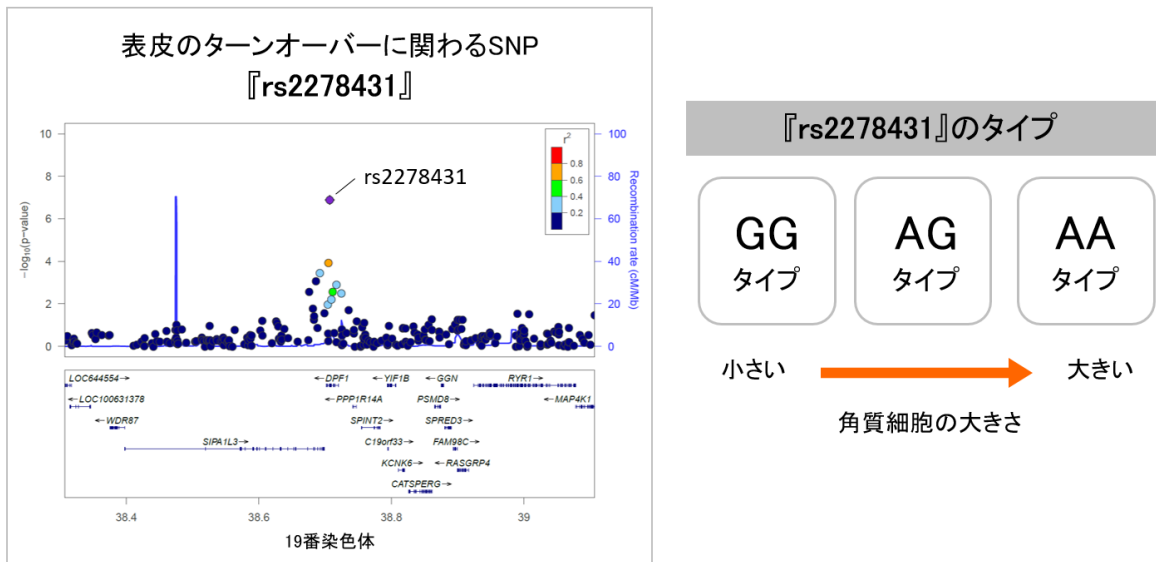 表皮のターンオーバーに関わるSNP
『rs2278431』
10
8
6
4
2
0
−log₁₀(p−value)
100
80
60
40
20
0
Recombination rate (cM/Mb)
r²
0.8
0.6
0.4
0.2
rs2278431
LOC644554→
←DPF1
←YIF1B
←GGN
RYR1→
←LOC100631378
←PPP1R14A
PSMD8→
←MAP4K1
←WDR87
SPINT2→
SPRED3→
SIPA1L3→
C19orf33→
FAM98C→
KCNK6→
←RASGRP4
CATSPERG→
38.4
38.6
38.8
39
19番染色体
『rs2278431』のタイプ
GG
タイプ
AG
タイプ
AA
タイプ
小さい
大きい
角質細胞の大きさ